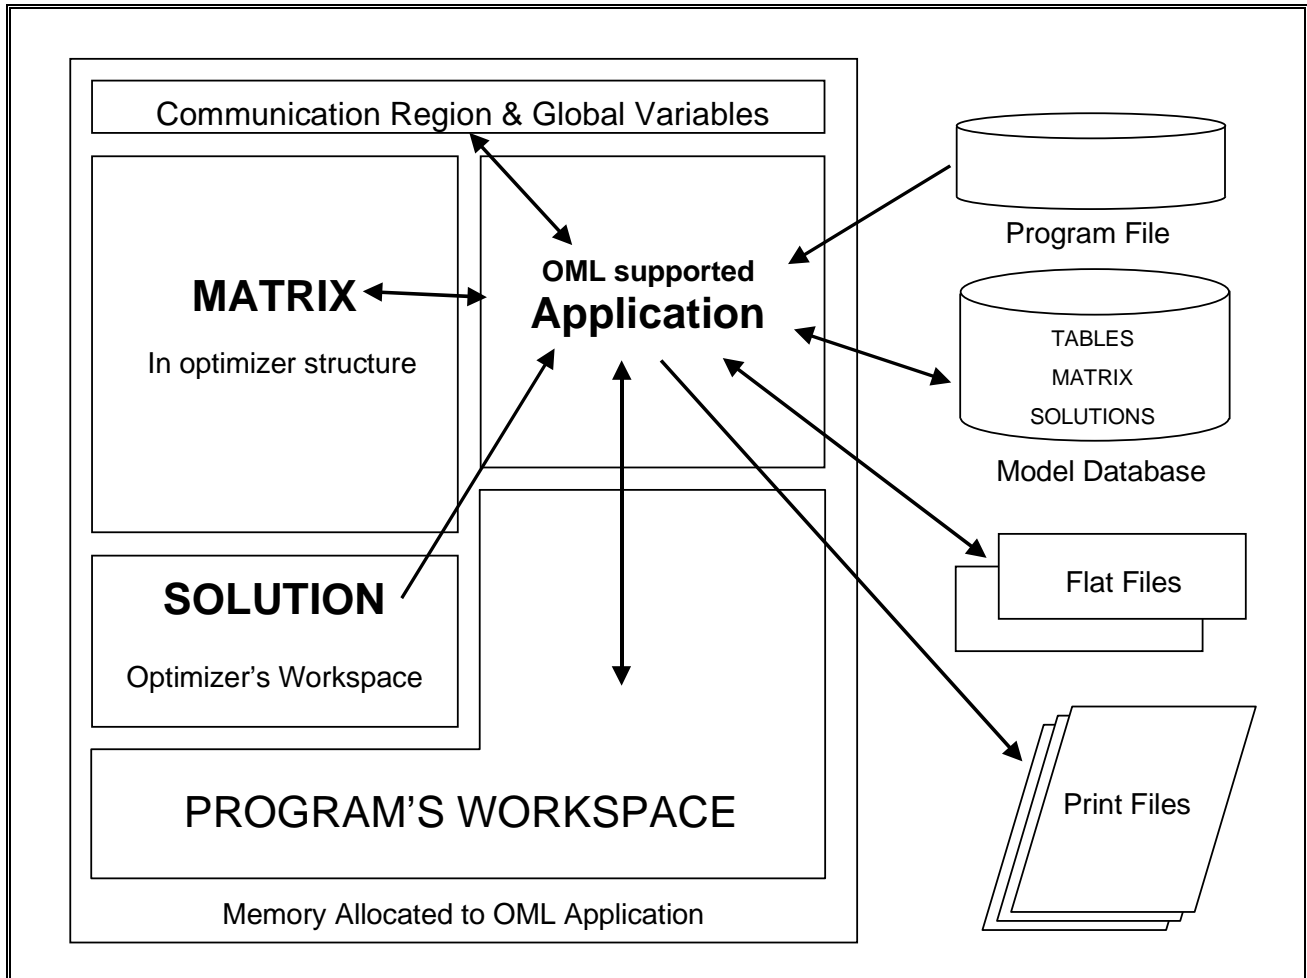 Communication Region & Global Variables
MATRIX
In optimizer structure
OML supported
Application
SOLUTION
Optimizer’s Workspace
PROGRAM’S WORKSPACE
Memory Allocated to OML Application
Program File
TABLES
MATRIX
SOLUTIONS
Model Database
Flat Files
Print Files